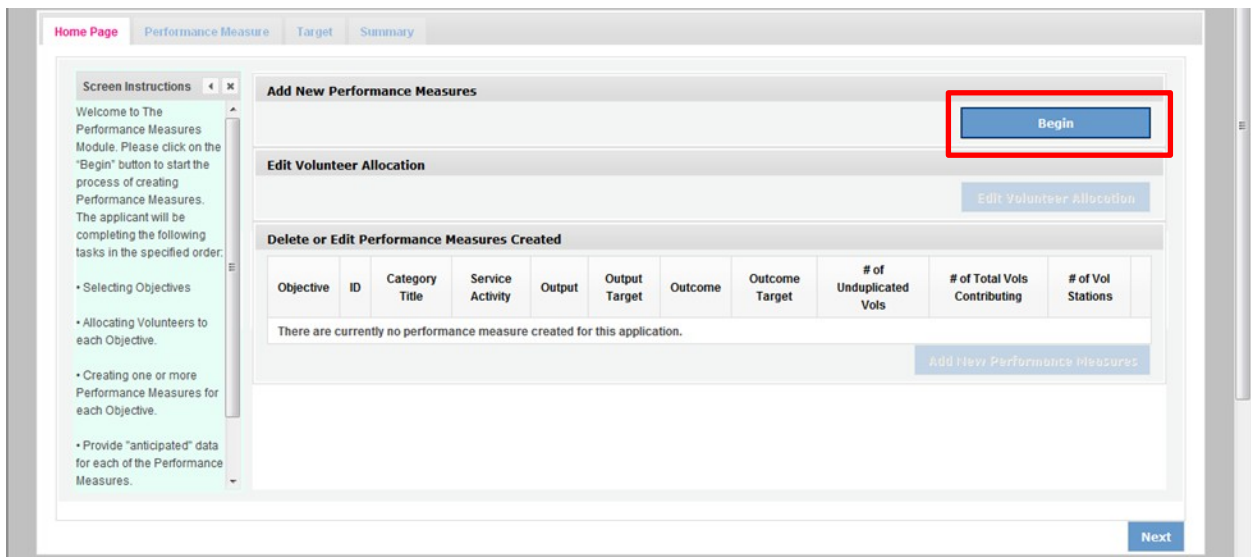 Home Page Performance Measure Target Summary
Screen Instructions
Welcome to The
Performance Measures
Module. Please click on the
"Begin" button to start the
process of creating
Performance Measures.
The applicant will be
completing the following
tasks in the specified order:
• Selecting Objectives
• Allocating Volunteers to
each Objective.
• Creating one or more
Performance Measures for
each Objective.
• Provide "anticipated" data
for each of the Performance
Measures.
Add New Performance Measures
Begin
Edit Volunteer Allocation
Edit Volunteer Allocation
Delete or Edit Performance Measures Created
Objective ID Category Title Service Activity Output Output Target Outcome Outcome Target # of Unduplicated Vols # of Total Vols Contributing # of Vol Stations
There are currently no performance measure created for this application.
Add New Performance Measures
Next